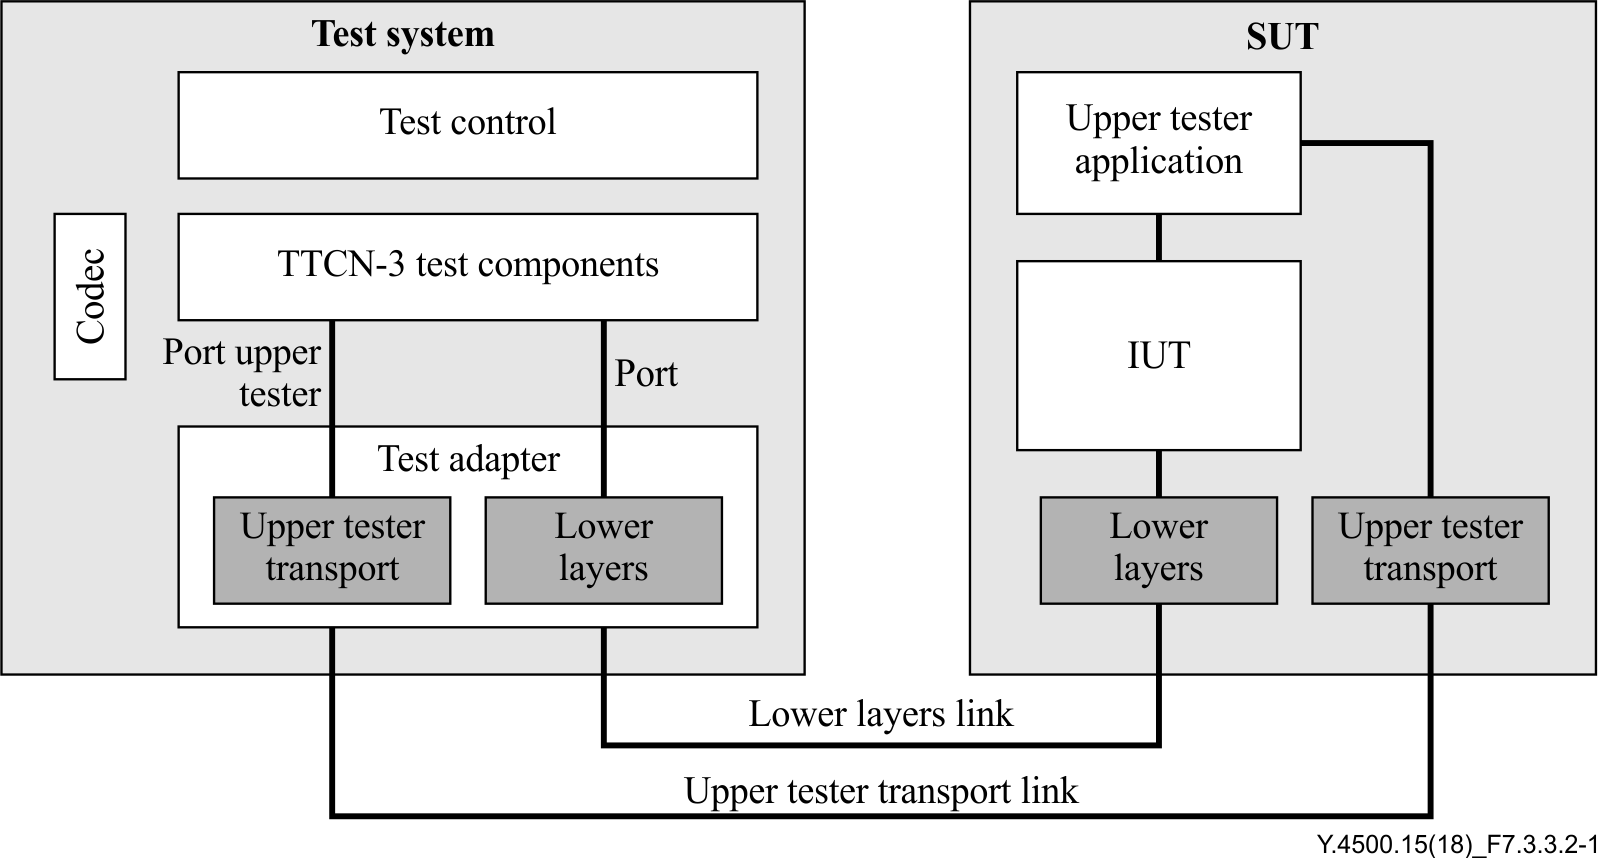 Test system
Test control
Codec
TTCN-3 test components
Port upper
tester
Port
Test adapter
Upper tester
transport
Lower
layers
SUT
Upper tester
application
IUT
Lower
layers
Upper tester
transport
Lower layers link
Upper tester transport link
Y.4500.15(18)_F7.3.3.2-1